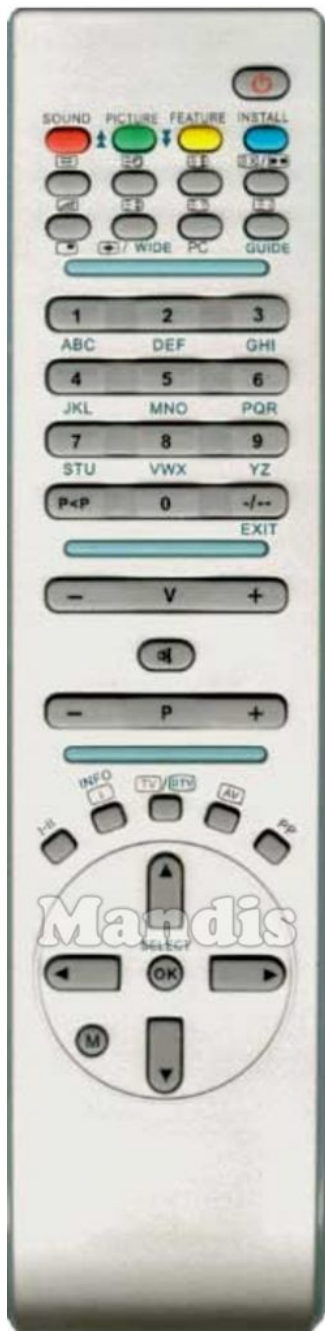 SOUND PICTURE FEATURE INSTALL
/ WIDE PC GUIDE
1 2 3
ABC DEF GHI
4 5 6
JKL MNO PQR
7 8 9
STU VWX YZ
P<P 0 -/--
EXIT
- V +
- P +
INFO
i
TV/DTV
AV
I-II
PP
Mandis
SELECT
OK
M